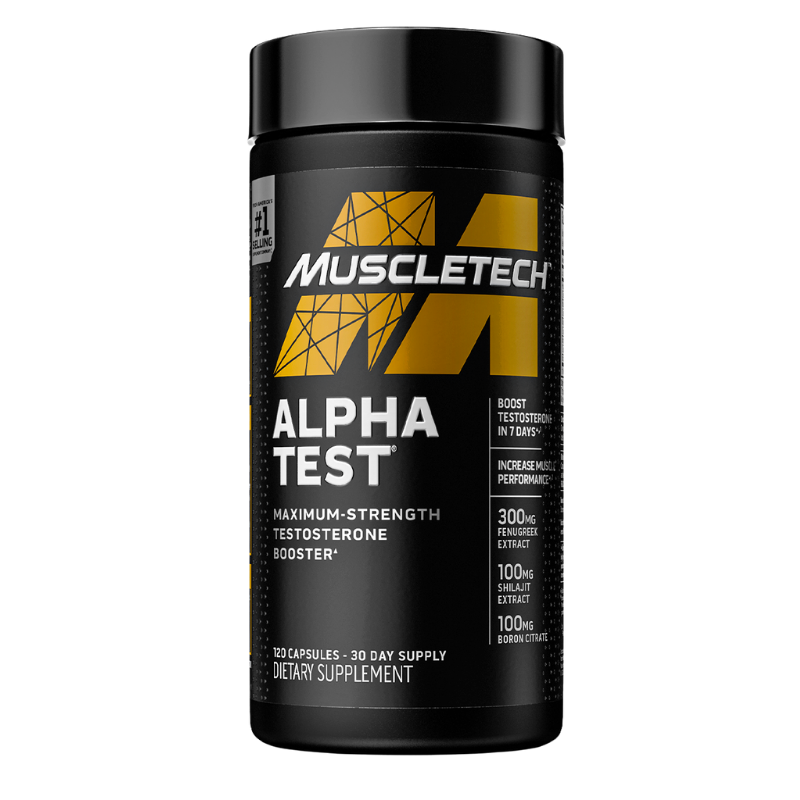 #1
SELLING
MUSCLETECH™
ALPHA
TEST®
MAXIMUM-STRENGTH
TESTOSTERONE
BOOSTER▲
120 CAPSULES - 30 DAY SUPPLY
DIETARY SUPPLEMENT
BOOST
TESTOSTERONE
IN 7 DAYS
INCREASE MUSCLE
PERFORMANCE
300MG
FENUGREEK
EXTRACT
100MG
SHILAJIT
EXTRACT
100MG
BORON CITRATE